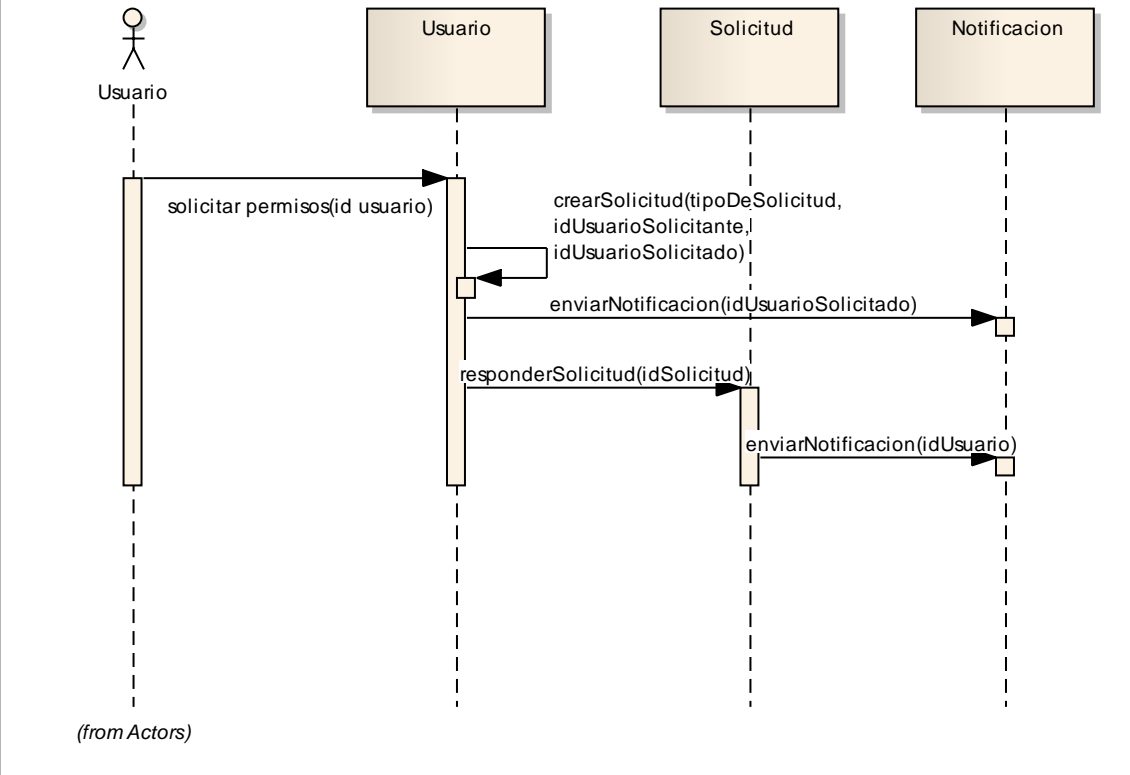 Usuario
Solicitud
Notificacion
Usuario
solicitar permisos(id usuario)
crearSolicitud(tipoDeSolicitud,
idUsuarioSolicitante,
idUsuarioSolicitado)
enviarNotificacion(idUsuarioSolicitado)
responderSolicitud(idSolicitud)
enviarNotificacion(idUsuario)
(from Actors)